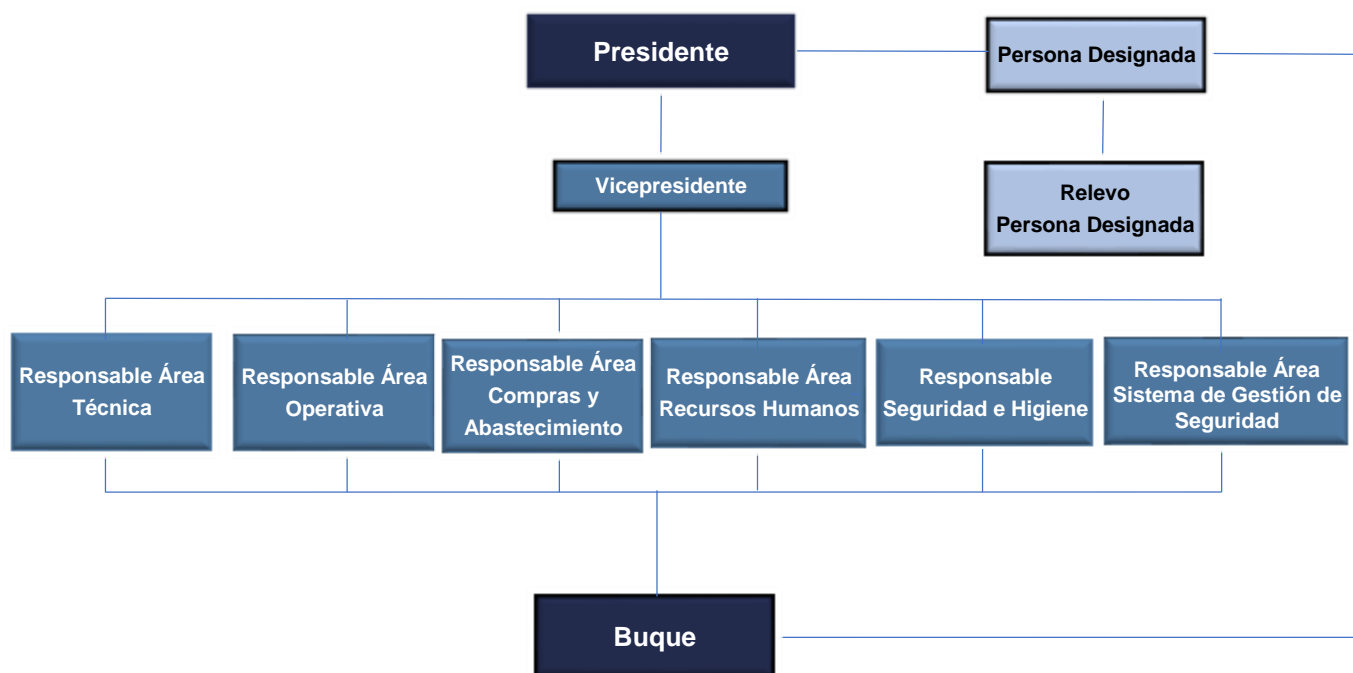 Presidente
Persona Designada
Vicepresidente
Relevo
Persona Designada
Responsable Área
Técnica
Responsable Área
Operativa
Responsable Área
Compras y
Abastecimiento
Responsable Área
Recursos Humanos
Responsable
Seguridad e Higiene
Responsable Área
Sistema de Gestión de
Seguridad
Buque